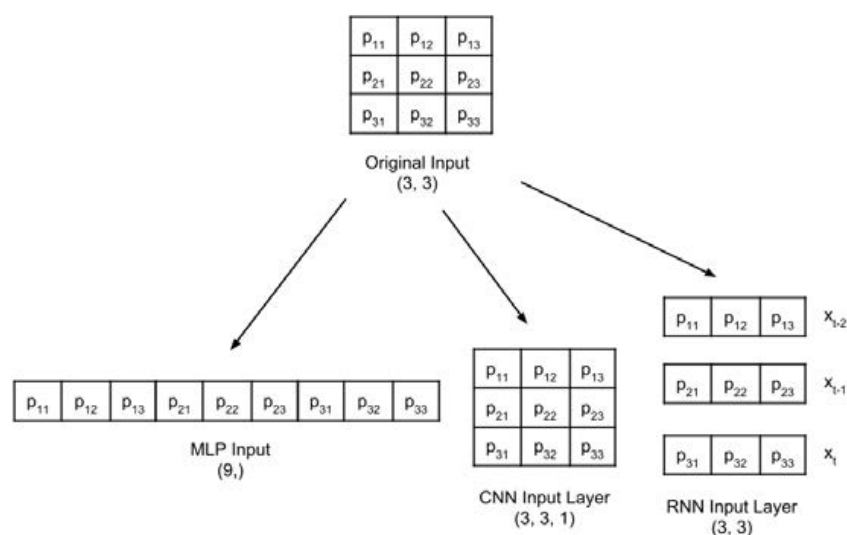 p₁₁ p₁₂ p₁₃
p₂₁ p₂₂ p₂₃
p₃₁ p₃₂ p₃₃
Original Input
(3, 3)
p₁₁ p₁₂ p₁₃ p₂₁ p₂₂ p₂₃ p₃₁ p₃₂ p₃₃
MLP Input
(9,)
p₁₁ p₁₂ p₁₃
p₂₁ p₂₂ p₂₃
p₃₁ p₃₂ p₃₃
CNN Input Layer
(3, 3, 1)
p₁₁ p₁₂ p₁₃ xₜ₋₂
p₂₁ p₂₂ p₂₃ xₜ₋₁
p₃₁ p₃₂ p₃₃ xₜ
RNN Input Layer
(3, 3)